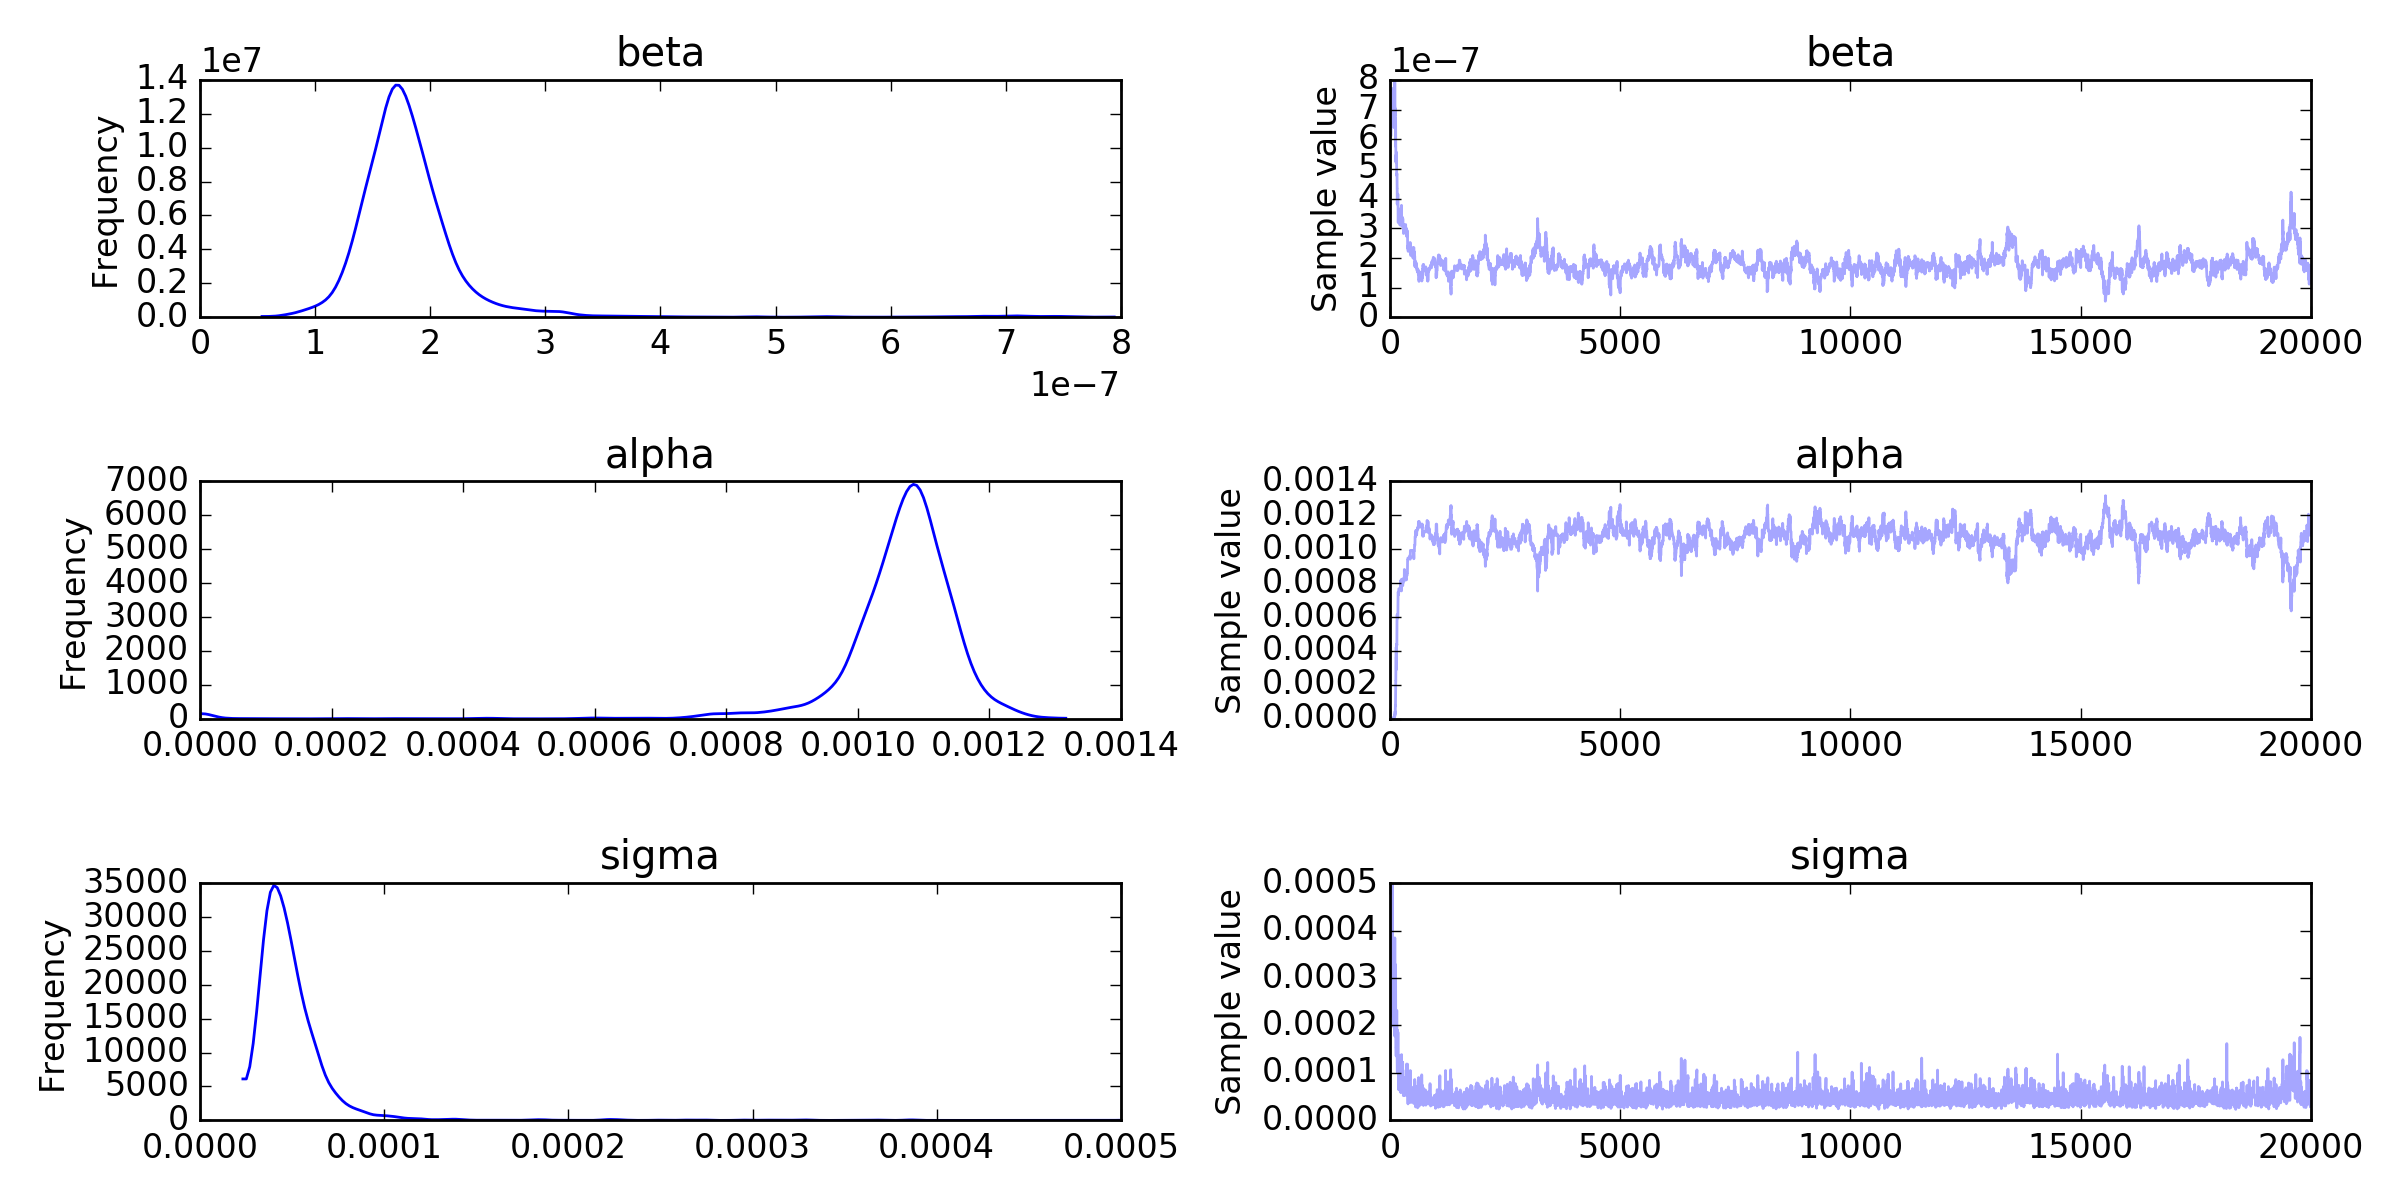 beta
1e7
Frequency
1.4
1.2
1.0
0.8
0.6
0.4
0.2
0.0
0 1 2 3 4 5 6 7 8
1e−7
beta
1e−7
Sample value
8
7
6
5
4
3
2
1
0
0 5000 10000 15000 20000
alpha
Frequency
7000
6000
5000
4000
3000
2000
1000
0
0.0000 0.0002 0.0004 0.0006 0.0008 0.0010 0.0012 0.0014
alpha
Sample value
0.0014
0.0012
0.0010
0.0008
0.0006
0.0004
0.0002
0.0000
0 5000 10000 15000 20000
sigma
Frequency
35000
30000
25000
20000
15000
10000
5000
0
0.0000 0.0001 0.0002 0.0003 0.0004 0.0005
sigma
Sample value
0.0005
0.0004
0.0003
0.0002
0.0001
0.0000
0 5000 10000 15000 20000